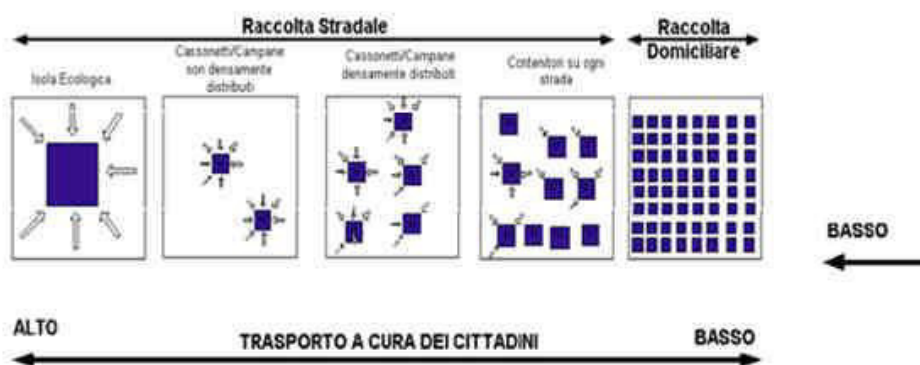 Raccolta Stradale
Raccolta
Domiciliare
Isola Ecologica
Cassonetti/Campane
non densamente
distribuiti
Cassonetti/Campane
densamente distribuiti
Contenitori su ogni
strada
BASSO
ALTO
TRASPORTO A CURA DEI CITTADINI
BASSO